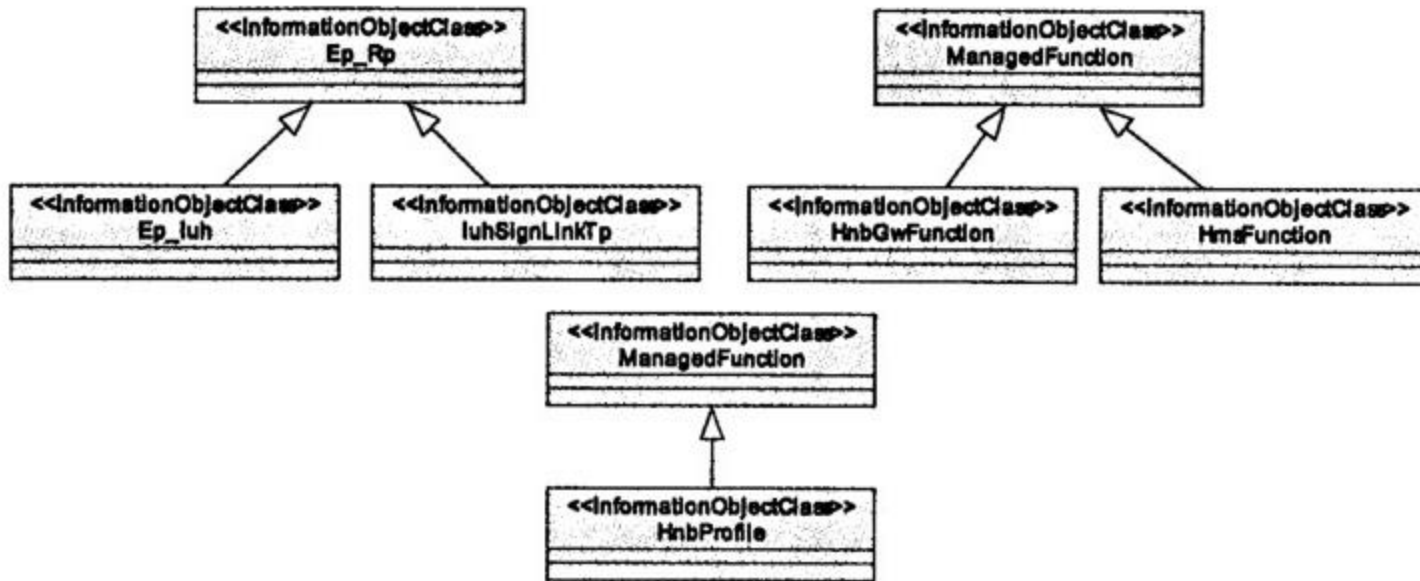 <<InformationObjectClass>>
Ep_Rp
<<InformationObjectClass>>
ManagedFunction
<<InformationObjectClass>>
Ep_Iuh
<<InformationObjectClass>>
IuhSignLinkTp
<<InformationObjectClass>>
HnbGwFunction
<<InformationObjectClass>>
HmsFunction
<<InformationObjectClass>>
ManagedFunction
<<InformationObjectClass>>
HnbProfile